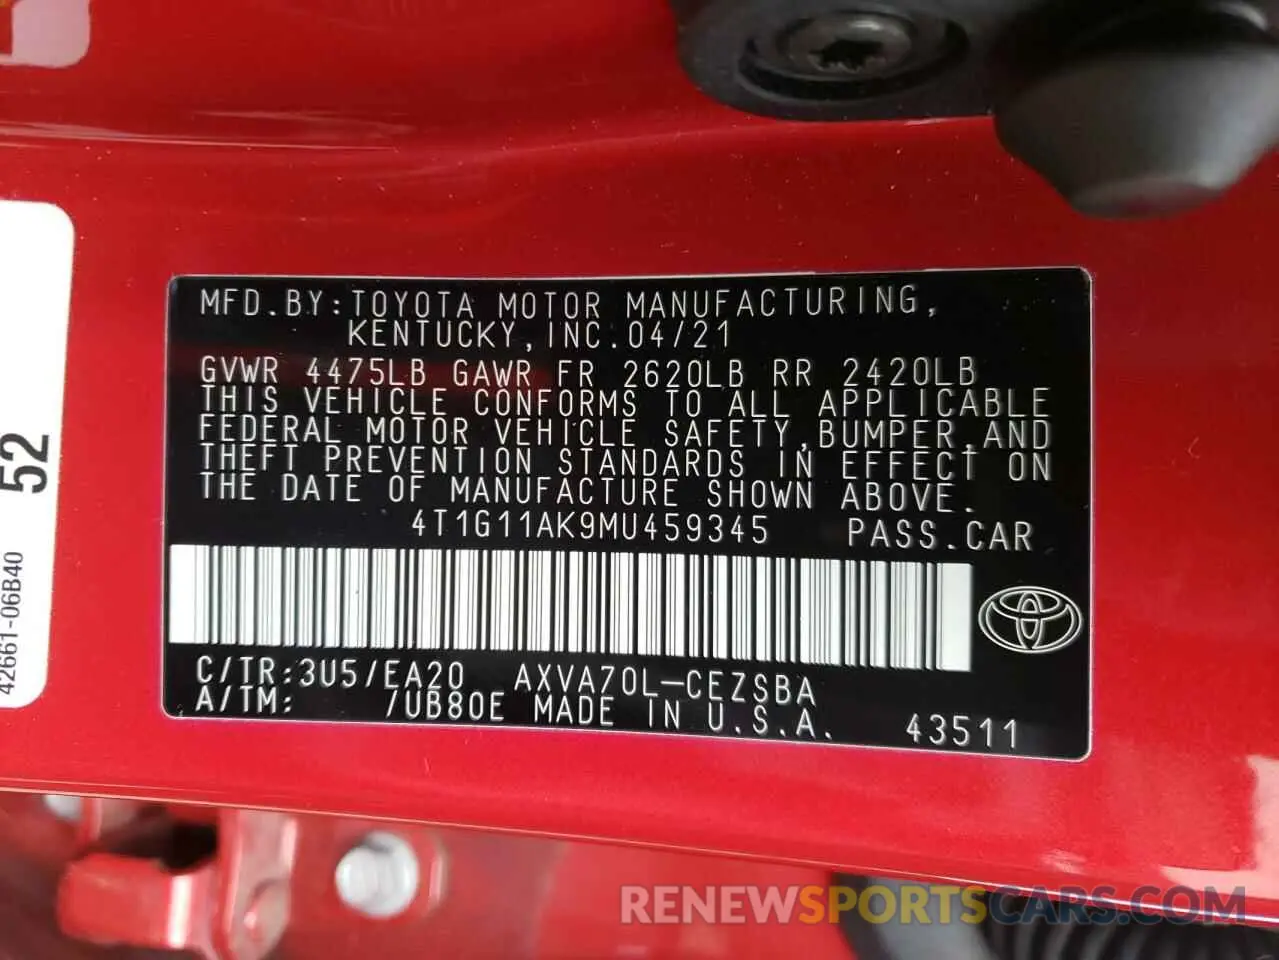 MFD.BY:TOYOTA MOTOR MANUFACTURING,
KENTUCKY,INC.04/21
GVWR 4475LB GAWR FR 2620LB RR 2420LB
THIS VEHICLE CONFORMS TO ALL APPLICABLE
FEDERAL MOTOR VEHICLE SAFETY,BUMPER,AND
THEFT PREVENTION STANDARDS IN EFFECT ON
THE DATE OF MANUFACTURE SHOWN ABOVE.
4T1G11AK9MU459345 PASS.CAR
C/TR:3U5/EA20 AXVA70L-CEZSBA
A/TM: /UB80E MADE IN U.S.A. 43511
52
42661-06B40
RENEWSPORTSCARS.COM